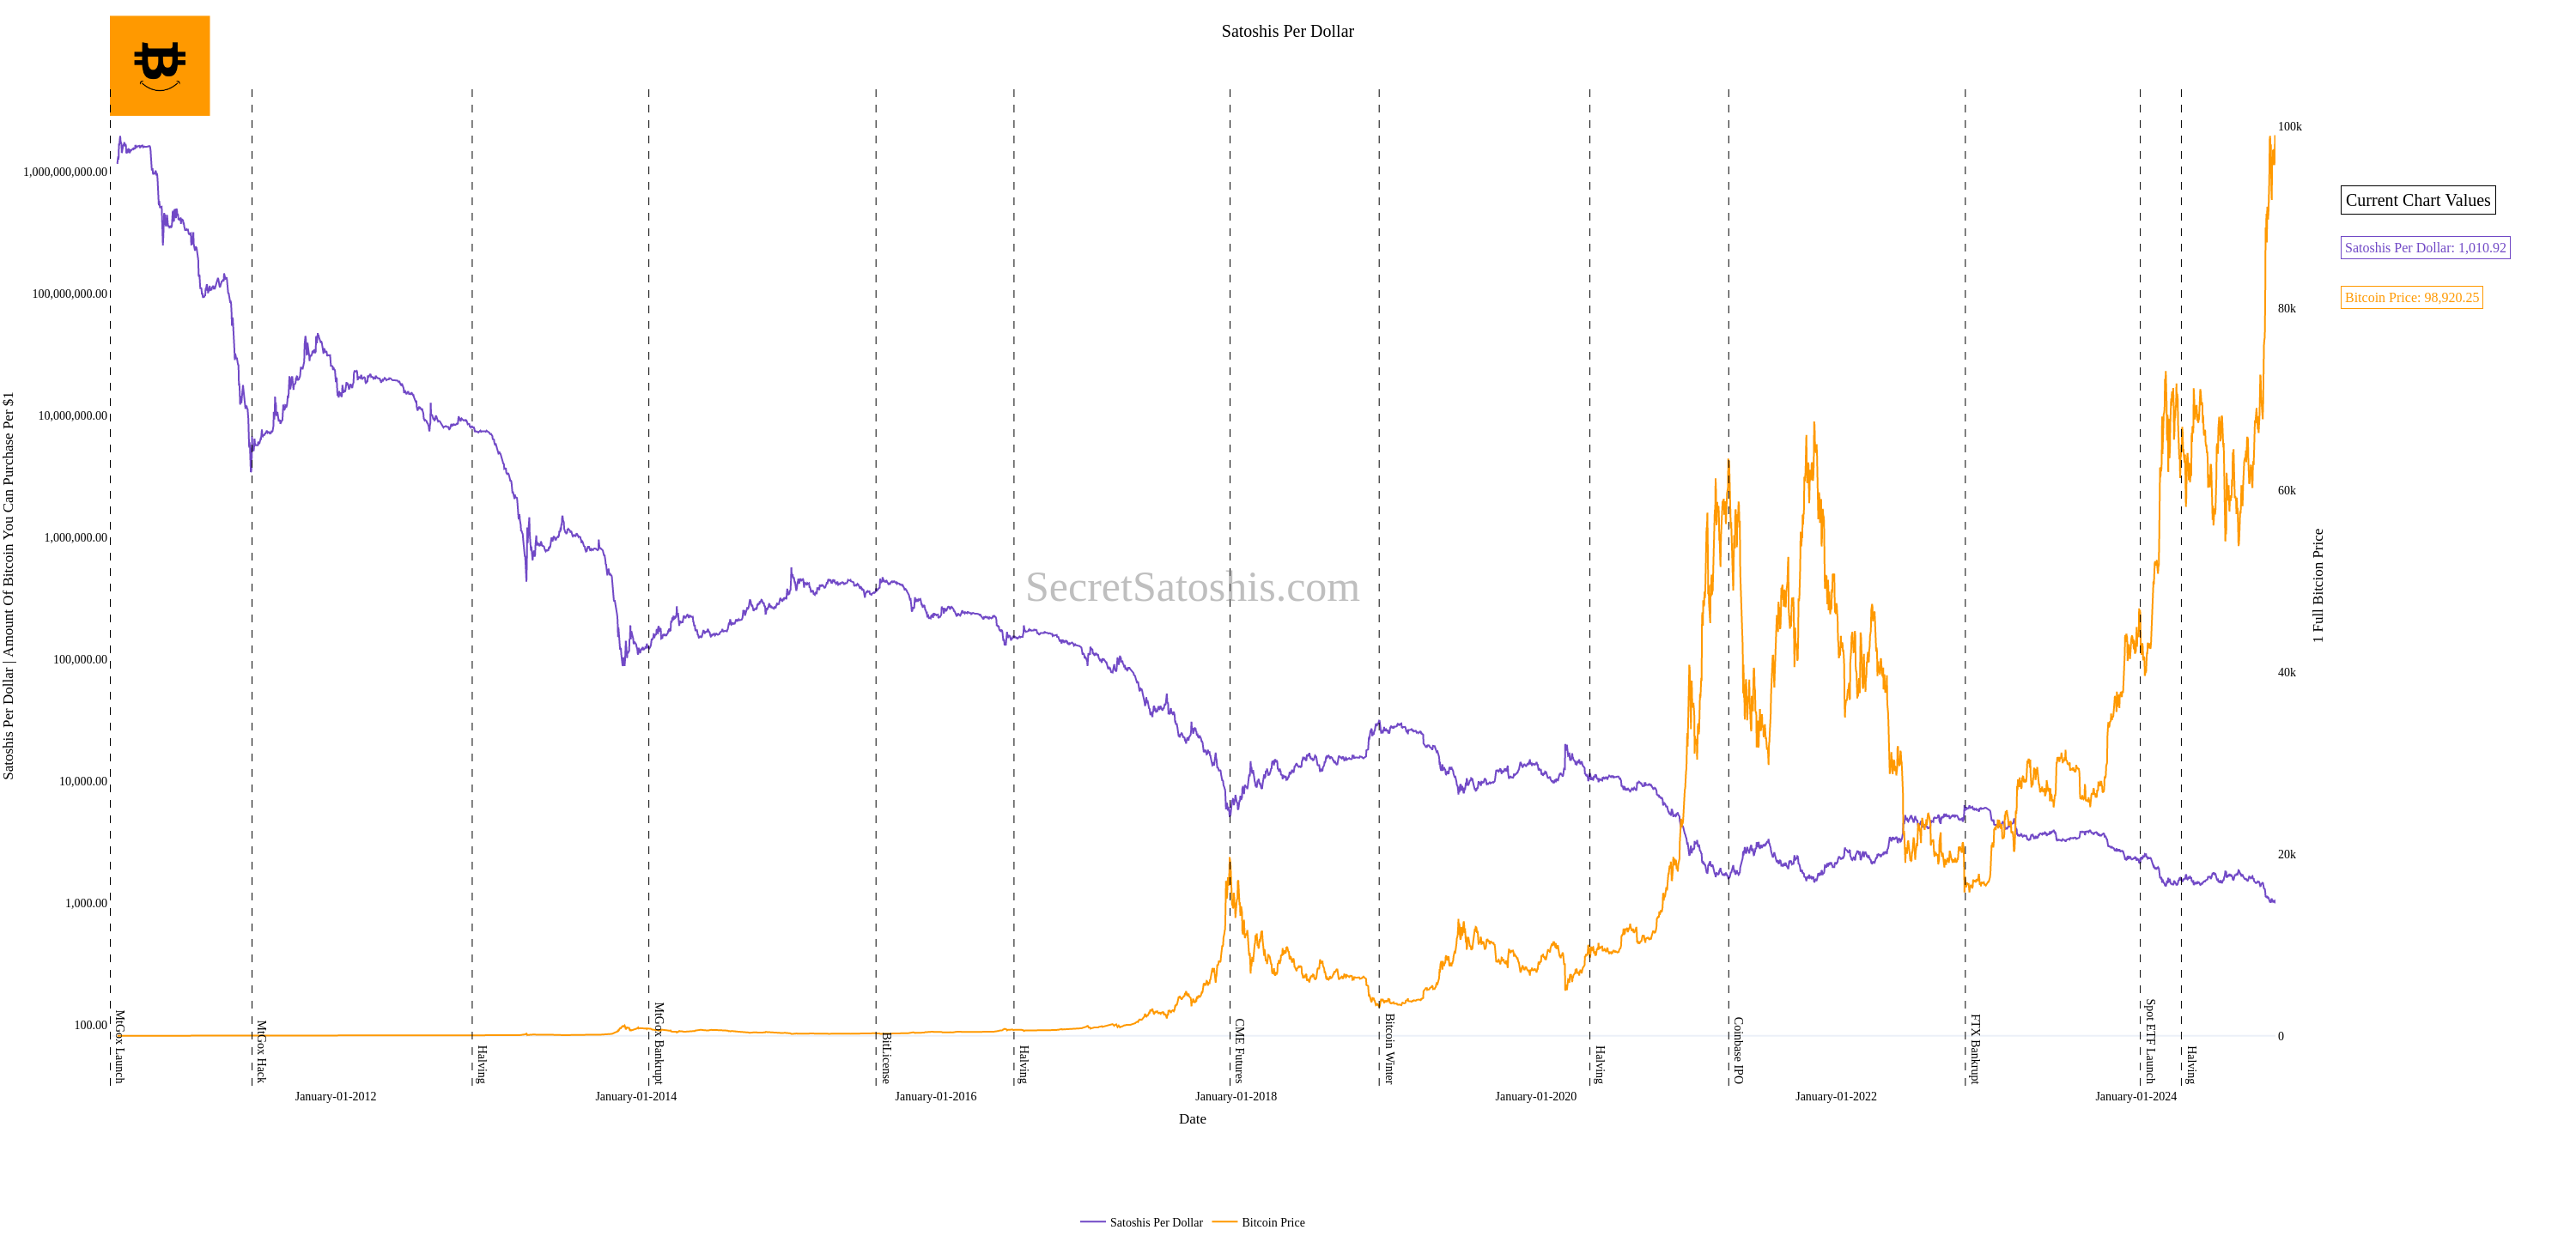 Satoshis Per Dollar
1,000,000,000.00
100,000,000.00
10,000,000.00
1,000,000.00
100,000.00
10,000.00
1,000.00
100.00
Satoshis Per Dollar | Amount Of Bitcoin You Can Purchase Per $1
SecretSatoshis.com
MtGox Launch
MtGox Hack
Halving
MtGox Bankrupt
BitLicense
Halving
CME Futures
Bitcoin Winter
Halving
Coinbase IPO
FTX Bankrupt
Spot ETF Launch
Halving
January-01-2012
January-01-2014
January-01-2016
January-01-2018
January-01-2020
January-01-2022
January-01-2024
Date
100k
80k
60k
40k
20k
0
1 Full Bitcion Price
Current Chart Values
Satoshis Per Dollar: 1,010.92
Bitcoin Price: 98,920.25
Satoshis Per Dollar
Bitcoin Price